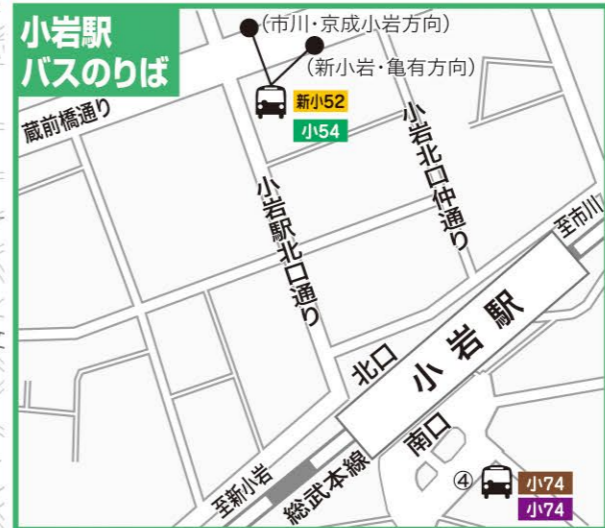 小岩駅
バスのりば
(市川・京成小岩方向)
(新小岩・亀有方向)
新小52
小54
蔵前橋通り
小岩駅北口通り
小岩北口仲通り
至市川
小岩駅
北口
南口
至新小岩
総武本線
④
小74
小74